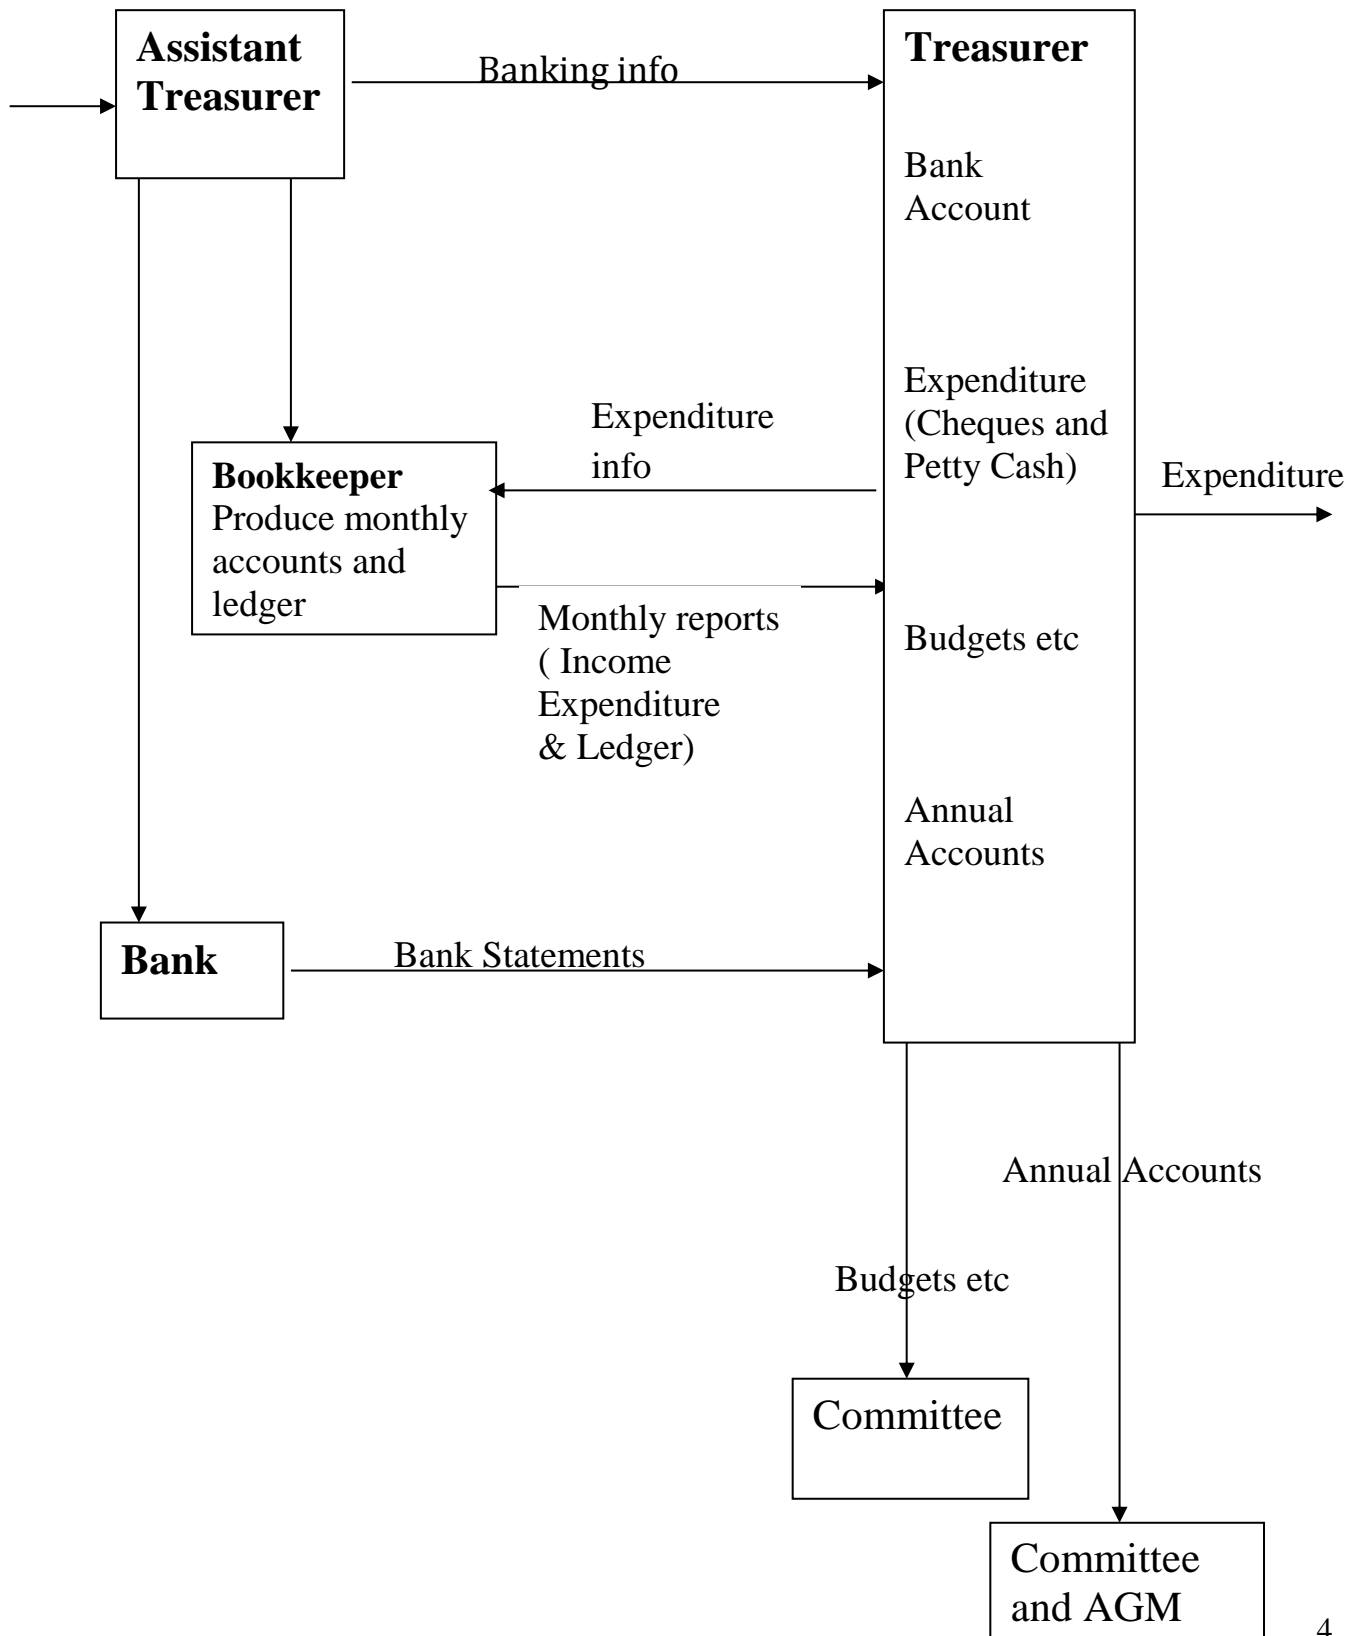 Assistant
Treasurer
Banking info
Treasurer
Bank
Account
Expenditure
(Cheques and
Petty Cash)
Expenditure
info
Expenditure
Bookkeeper
Produce monthly
accounts and
ledger
Monthly reports
( Income
Expenditure
& Ledger)
Budgets etc
Annual
Accounts
Bank
Bank Statements
Annual Accounts
Budgets etc
Committee
Committee
and AGM
4